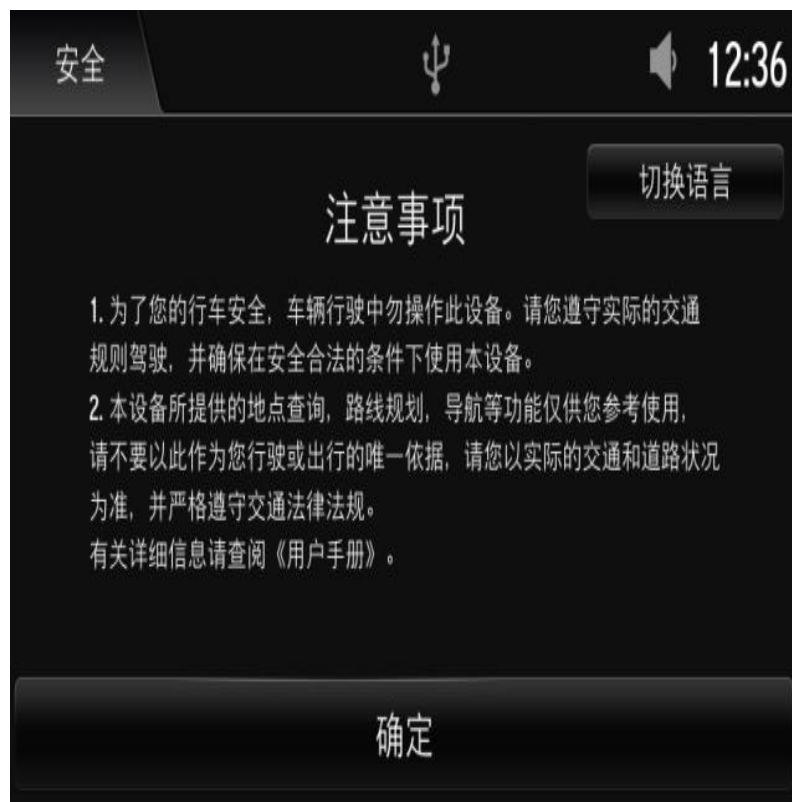 安全
12:36
切换语言
注意事项
1. 为了您的行车安全，车辆行驶中勿操作此设备。请您遵守实际的交通
规则驾驶，并确保在安全合法的条件下使用本设备。
2. 本设备所提供的地点查询，路线规划，导航等功能仅供您参考使用，
请不要以此作为您行驶或出行的唯一依据，请您以实际的交通和道路状况
为准，并严格遵守交通法律法规。
有关详细信息请查阅《用户手册》。
确定